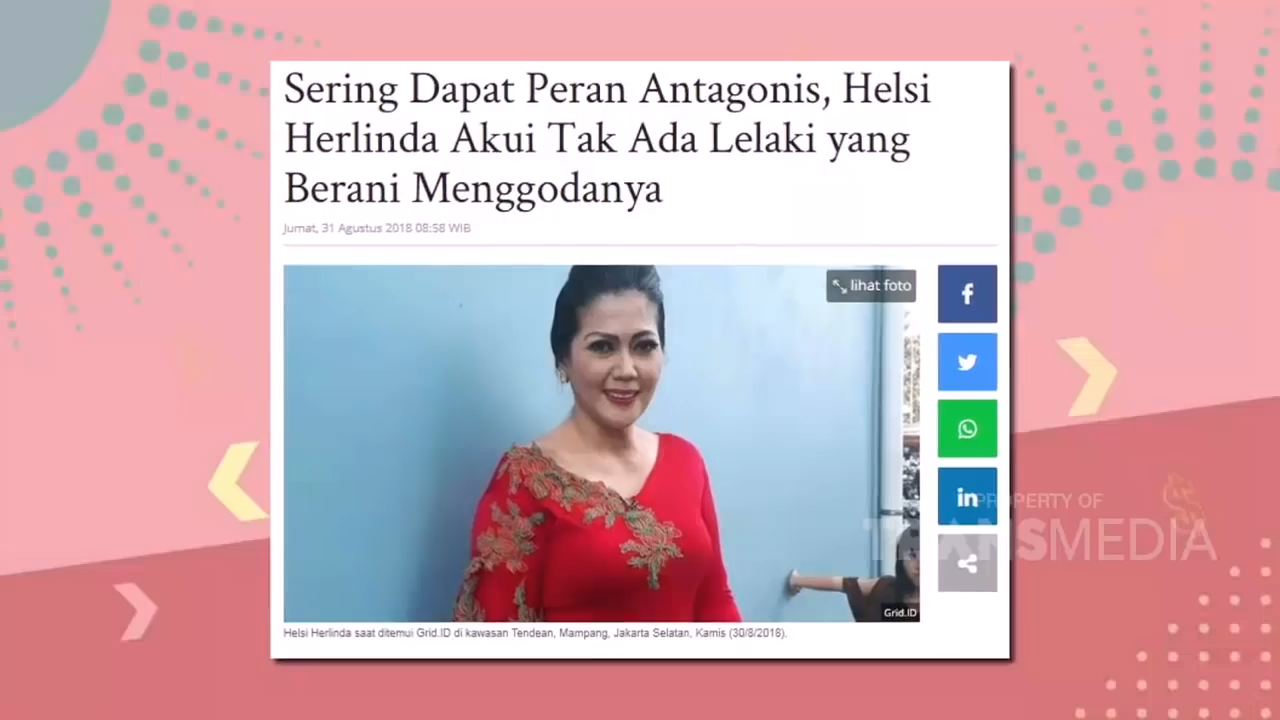 Sering Dapat Peran Antagonis, Helsi
Herlinda Akui Tak Ada Lelaki yang
Berani Menggodanya
Jumat, 31 Agustus 2018 08:58 WIB
lihat foto
f
in
PROPERTY OF
TRANSMEDIA
Grid.ID
Helsi Herlinda saat ditemui Grid.ID di kawasan Tendean, Mampang, Jakarta Selatan, Kamis (30/8/2018).